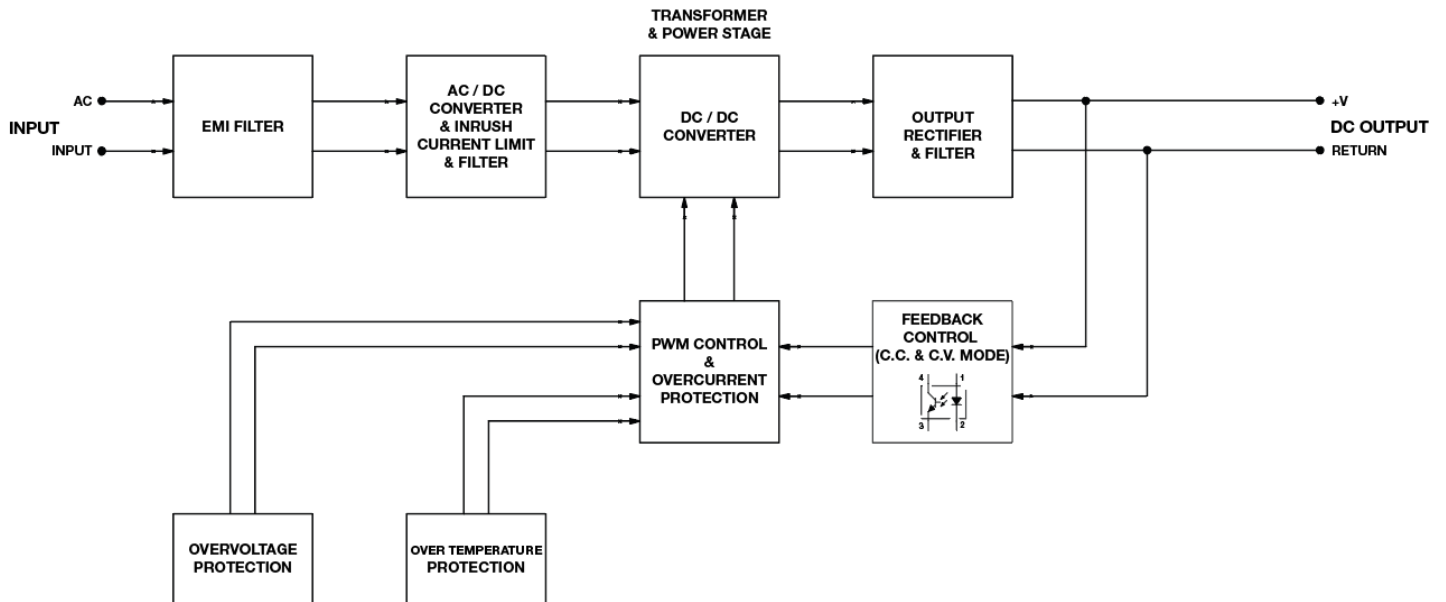 TRANSFORMER
& POWER STAGE
INPUT
AC
INPUT
EMI FILTER
AC / DC
CONVERTER
& INRUSH
CURRENT LIMIT
& FILTER
DC / DC
CONVERTER
OUTPUT
RECTIFIER
& FILTER
+V
DC OUTPUT
RETURN
PWM CONTROL
&
OVERCURRENT
PROTECTION
FEEDBACK
CONTROL
(C.C. & C.V. MODE)
4 1
3 2
OVERVOLTAGE
PROTECTION
OVER TEMPERATURE
PROTECTION